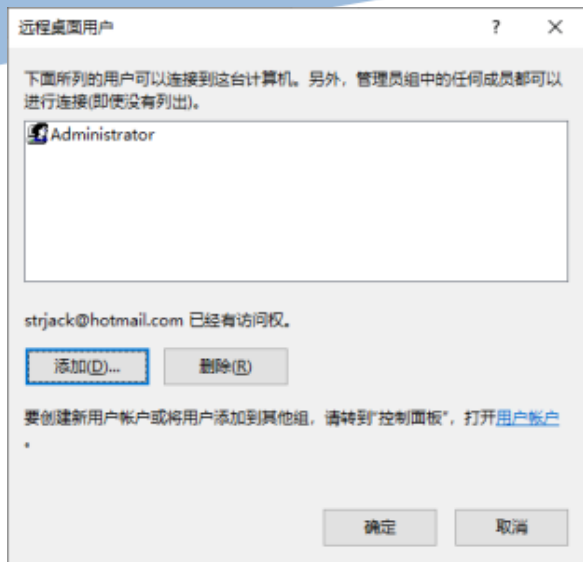 远程桌面用户
下面所列的用户可以连接到这台计算机。另外，管理员组中的任何成员都可以
进行连接(即使没有列出)。
Administrator
strjack@hotmail.com 已经有访问权。
添加(D)... 删除(R)
要创建新用户帐户或将用户添加到其他组，请转到"控制面板"，打开用户帐户
。
确定 取消